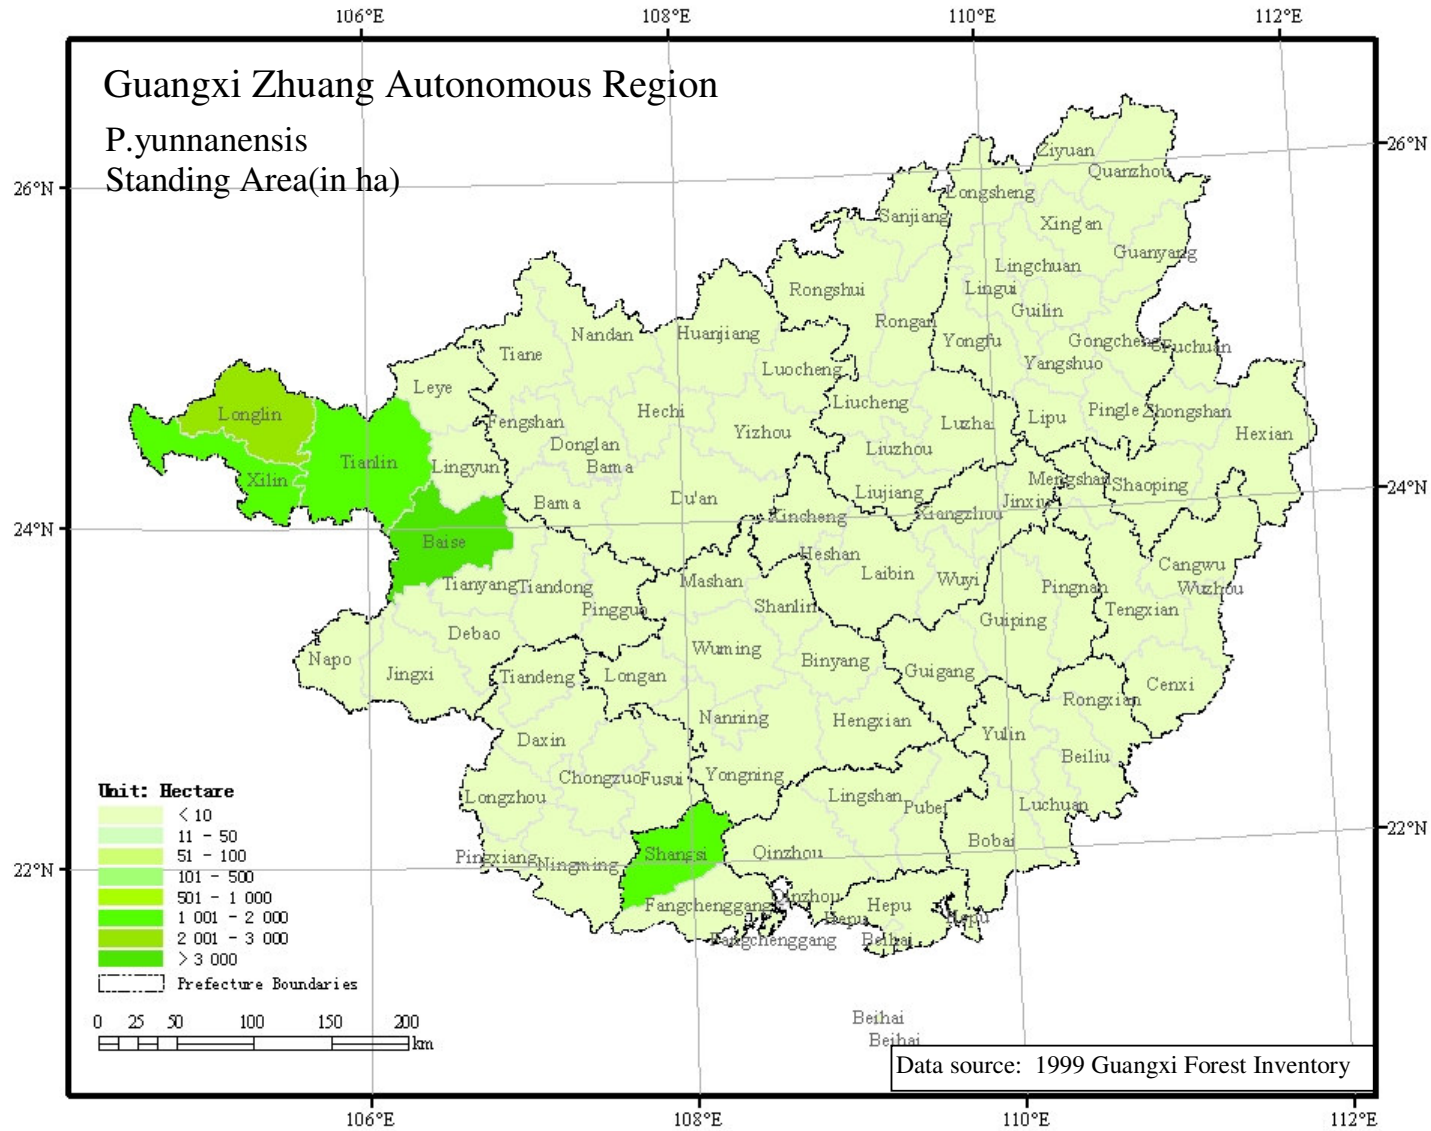 106°E 108°E 110°E 112°E
Guangxi Zhuang Autonomous Region
P.yunnanensis
Standing Area(in ha)
26°N
26°N
24°N
24°N
22°N
22°N
Ziyuan
Quanzhou
Longsheng
Sanjiang
Xing'an
Guanyang
Lingchuan
Rongshui
Lingui
Guilin
Rongan
Nandan
Huanjiang
Yongfu
Gongcheng
Fuchuan
Tiane
Yangshuo
Luocheng
Leye
Liucheng
Longlin
Hechi
Lipu
Pingle
Zhongshan
Fengshan
Luzhai
Yizhou
Hexian
Donglan
Liuzhou
Tianlin
Lingyun
Bama
Xilin
Mengshan
Shaoping
Liujiang
Bama
Du'an
Jinxiu
Xincheng
Xiangzhou
Baise
Heshan
Cangwu
Laibin
Wuyi
Tianyang
Tiandong
Mashan
Pingnan
Wuzhou
Pingguo
Shanlin
Tengxian
Guiping
Debao
Wuming
Napo
Binyang
Jingxi
Tiandeng
Longan
Guigang
Cenxi
Rongxian
Nanning
Hengxian
Daxin
Yulin
Beiliu
Chongzuo
Fusui
Yongning
Longzhou
Lingshan
Pubei
Luchuan
Bobai
Pingxiang
Ningming
Shangsi
Qinzhou
Fangchenggang
Qinzhou
Hepu
Hepu
Hepu
Fangchenggang
Beihai
Beihai
Beihai
Unit: Hectare
< 10
11 - 50
51 - 100
101 - 500
501 - 1 000
1 001 - 2 000
2 001 - 3 000
> 3 000
Prefecture Boundaries
0 25 50 100 150 200
km
Data source: 1999 Guangxi Forest Inventory
106°E 108°E 110°E 112°E